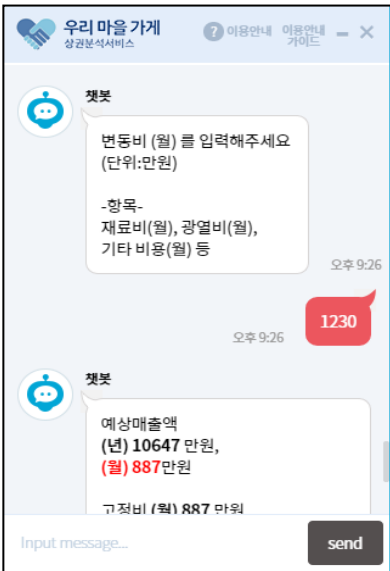 우리 마을 가게
상권분석서비스
? 이용안내
이용안내
가이드
챗봇
변동비 (월) 를 입력해주세요
(단위:만원)
-항목-
재료비(월), 광열비(월),
기타 비용(월) 등
오후 9:26
1230
오후 9:26
챗봇
예상매출액
(년) 10647 만원,
(월) 887만원
고정비 (월) 887 만원
Input message...
send